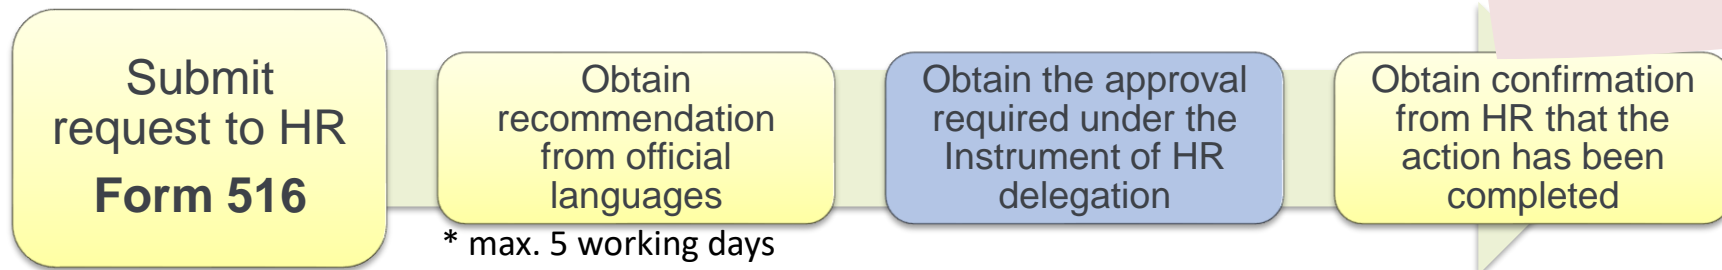 Submit
request to HR
Form 516
Obtain
recommendation
from official
languages
* max. 5 working days
Obtain the approval
required under the
Instrument of HR
delegation
Obtain confirmation
from HR that the
action has been
completed